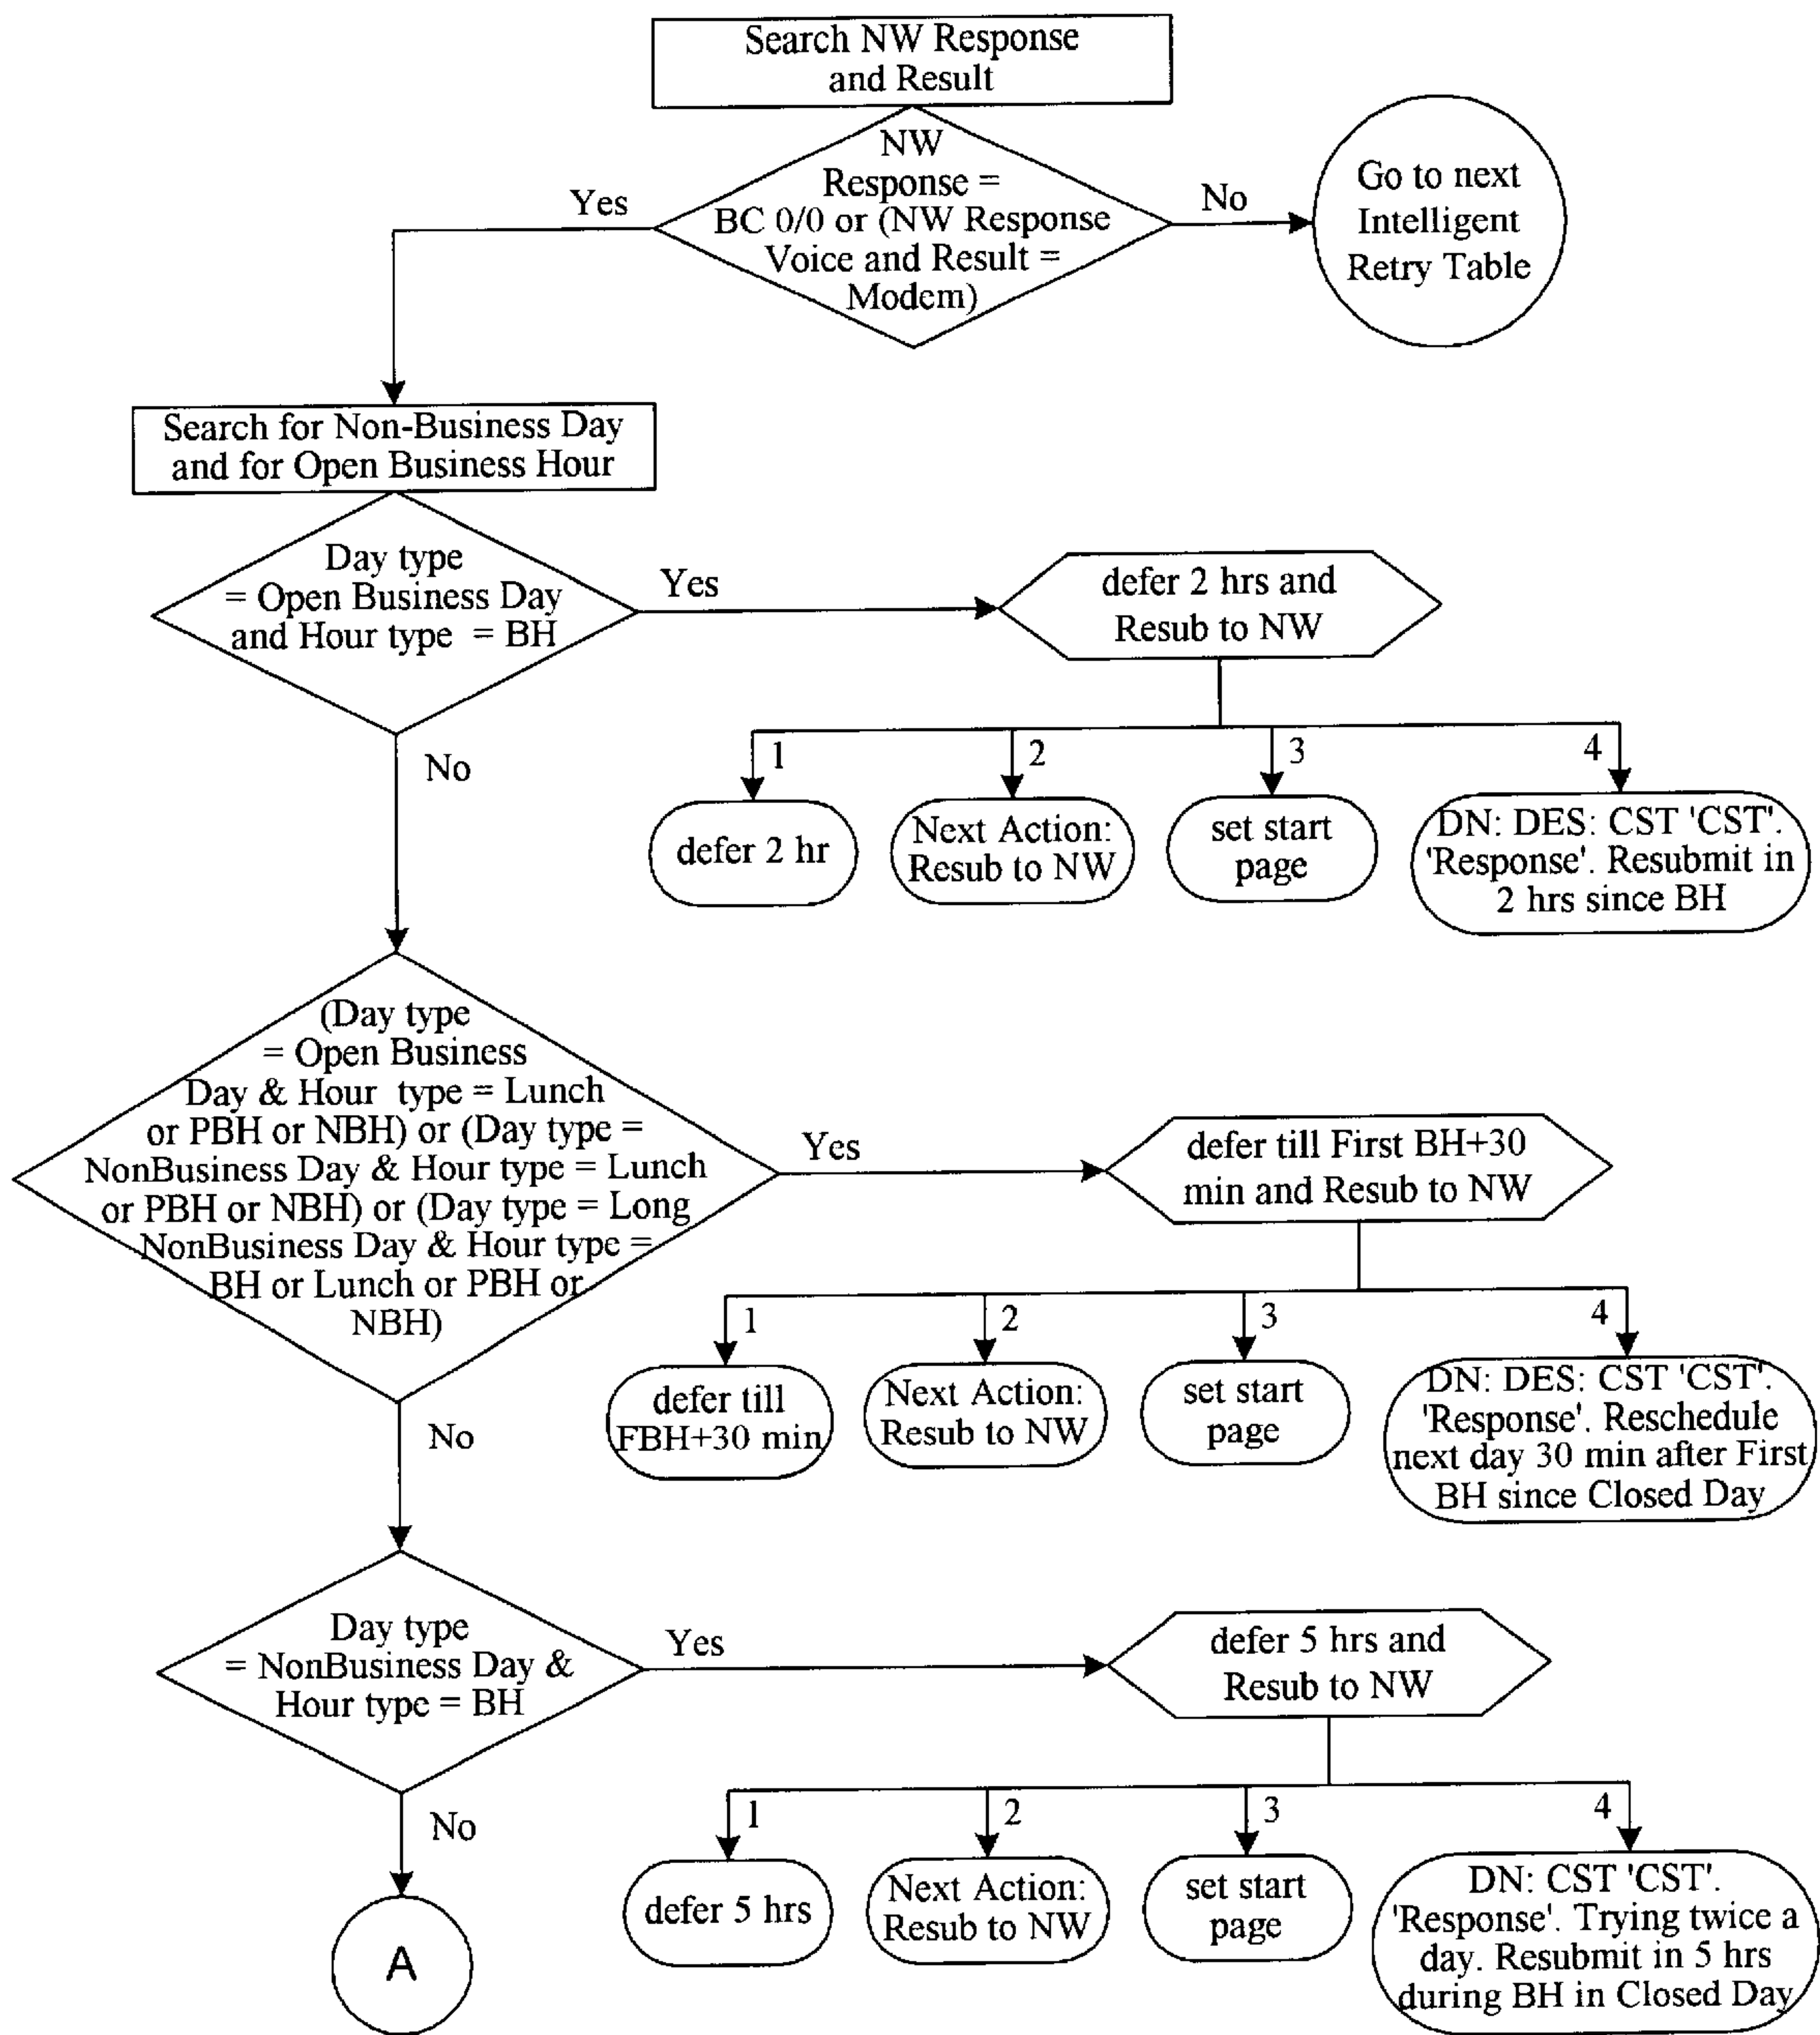 Search NW Response
and Result
NW
Response =
BC 0/0 or (NW Response
Voice and Result =
Modem)
Yes
No
Go to next
Intelligent
Retry Table
Search for Non-Business Day
and for Open Business Hour
Day type
= Open Business Day
and Hour type = BH
Yes
defer 2 hrs and
Resub to NW
No
1
2
3
4
defer 2 hr
Next Action:
Resub to NW
set start
page
DN: DES: CST 'CST'.
'Response'. Resubmit in
2 hrs since BH
(Day type
= Open Business
Day & Hour type = Lunch
or PBH or NBH) or (Day type =
NonBusiness Day & Hour type = Lunch
or PBH or NBH) or (Day type = Long
NonBusiness Day & Hour type =
BH or Lunch or PBH or
NBH)
Yes
defer till First BH+30
min and Resub to NW
No
1
2
3
4
defer till
FBH+30 min
Next Action:
Resub to NW
set start
page
DN: DES: CST 'CST'.
'Response'. Reschedule
next day 30 min after First
BH since Closed Day
Day type
= NonBusiness Day &
Hour type = BH
Yes
defer 5 hrs and
Resub to NW
No
1
2
3
4
defer 5 hrs
Next Action:
Resub to NW
set start
page
DN: CST 'CST'.
'Response'. Trying twice a
day. Resubmit in 5 hrs
during BH in Closed Day
A